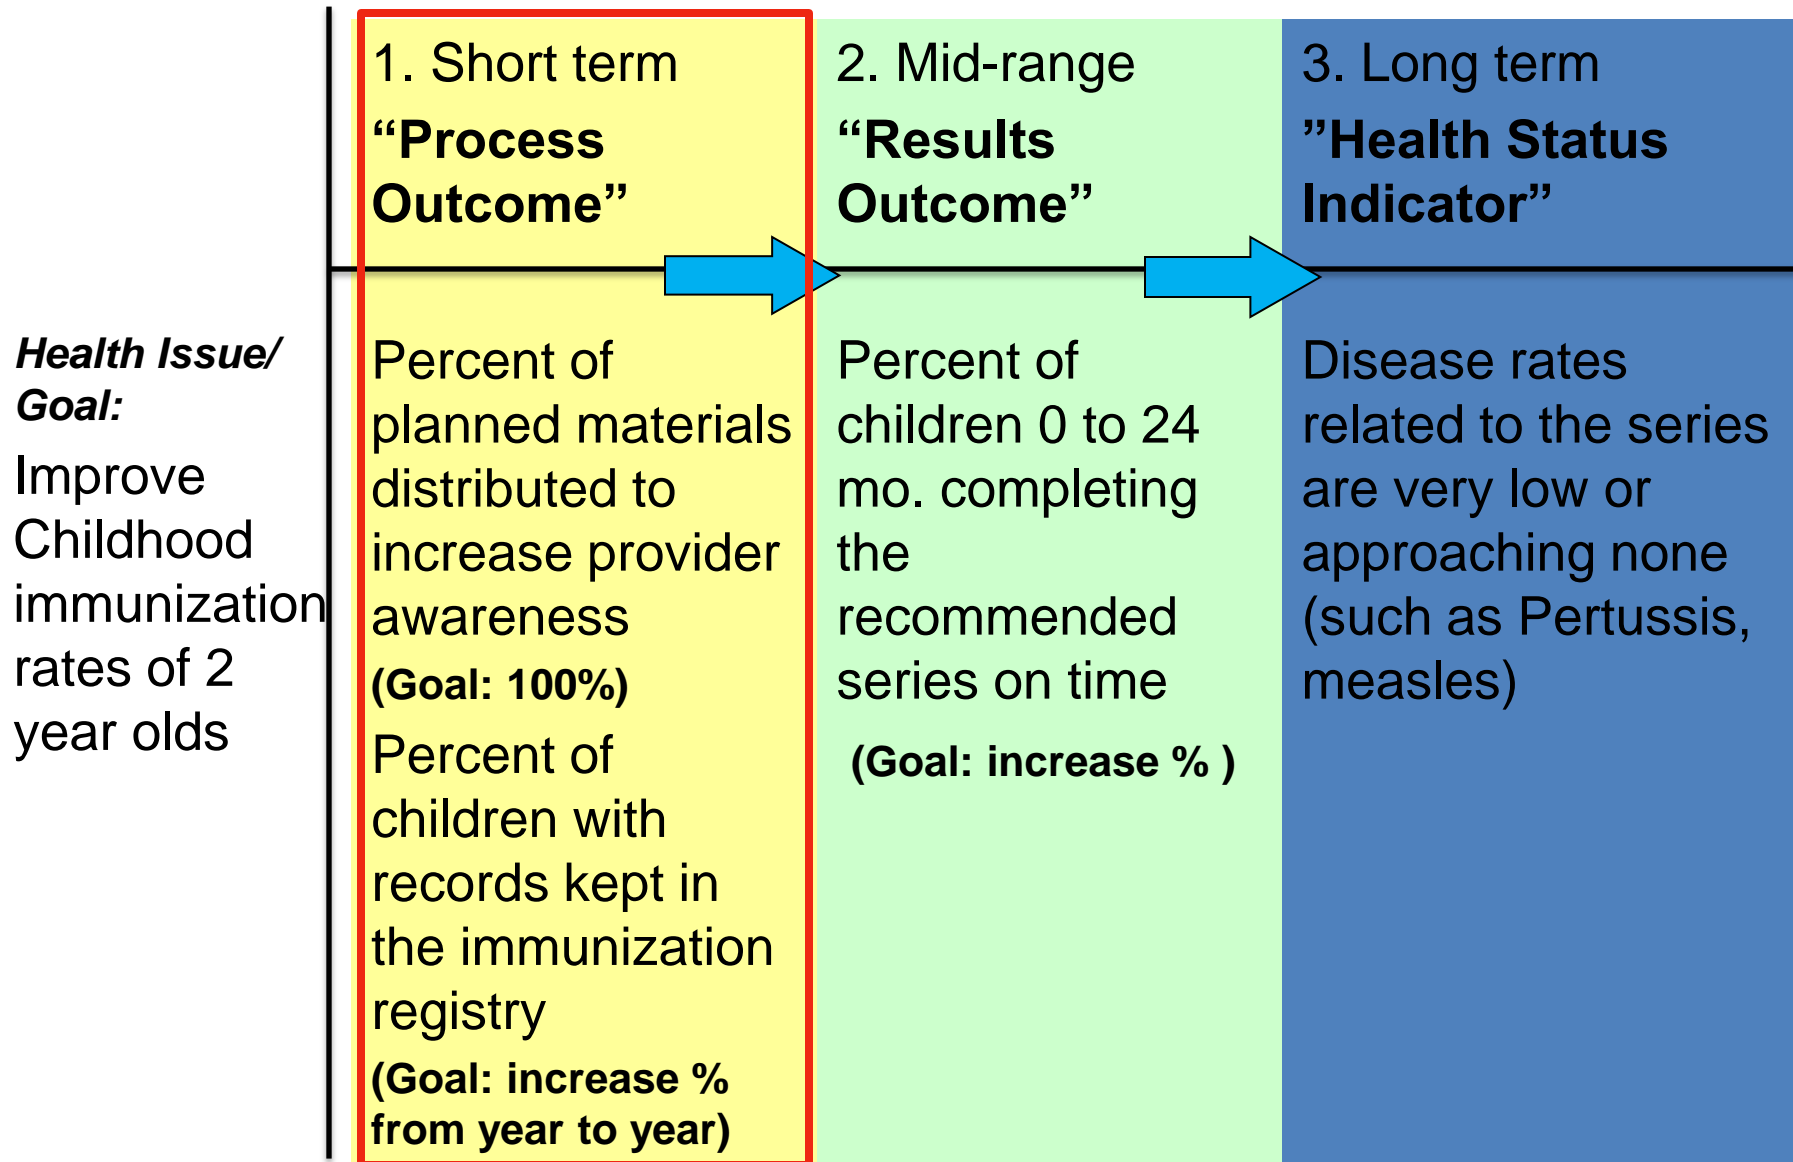 1. Short term
“Process
Outcome”
2. Mid-range
“Results
Outcome”
3. Long term
”Health Status
Indicator”
Health Issue/
Goal:
Improve
Childhood
immunization
rates of 2
year olds
Percent of
planned materials
distributed to
increase provider
awareness
(Goal: 100%)
Percent of
children with
records kept in
the immunization
registry
(Goal: increase %
from year to year)
Percent of
children 0 to 24
mo. completing
the
recommended
series on time
(Goal: increase % )
Disease rates
related to the series
are very low or
approaching none
(such as Pertussis,
measles)